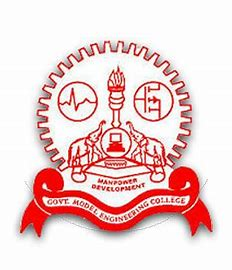 MANPOWER
DEVELOPMENT
GOVT. MODEL ENGINEERING COLLEGE